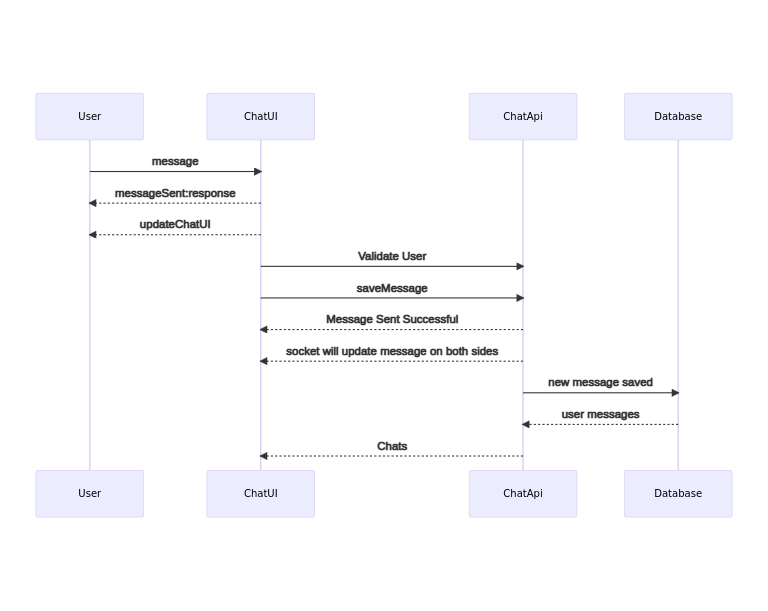 User
ChatUI
ChatApi
Database
message
messageSent:response
updateChatUI
Validate User
saveMessage
Message Sent Successful
socket will update message on both sides
new message saved
user messages
Chats
User
ChatUI
ChatApi
Database